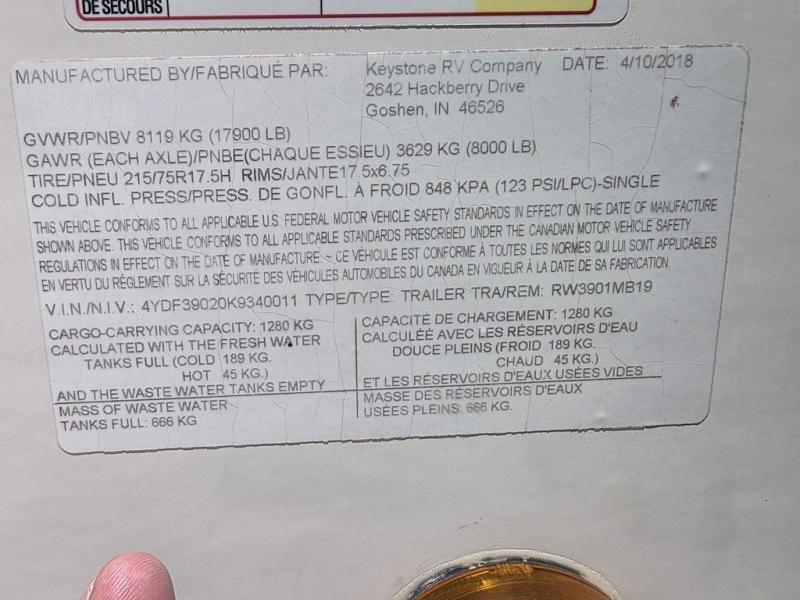 DE SECOURS
MANUFACTURED BY/FABRIQUÉ PAR: Keystone RV Company DATE: 4/10/2018
2642 Hackberry Drive
Goshen, IN 46526
GVWR/PNBV 8119 KG (17900 LB)
GAWR (EACH AXLE)/PNBE(CHAQUE ESSIEU) 3629 KG (8000 LB)
TIRE/PNEU 215/75R17.5H RIMS/JANTE17.5x6.75
COLD INFL. PRESS/PRESS. DE GONFL. À FROID 848 KPA (123 PSI/LPC)-SINGLE
THIS VEHICLE CONFORMS TO ALL APPLICABLE U.S. FEDERAL MOTOR VEHICLE SAFETY STANDARDS IN EFFECT ON THE DATE OF MANUFACTURE
SHOWN ABOVE. THIS VEHICLE CONFORMS TO ALL APPLICABLE STANDARDS PRESCRIBED UNDER THE CANADIAN MOTOR VEHICLE SAFETY
REGULATIONS IN EFFECT ON THE DATE OF MANUFACTURE - CE VÉHICULE EST CONFORME À TOUTES LES NORMES QUI LUI SONT APPLICABLES
EN VERTU DU RÈGLEMENT SUR LA SÉCURITÉ DES VÉHICULES AUTOMOBILES DU CANADA EN VIGUEUR À LA DATE DE SA FABRICATION.
V.I.N./N.I.V.: 4YDF39020K9340011 TYPE/TYPE: TRAILER TRA/REM: RW3901MB19
CARGO-CARRYING CAPACITY: 1280 KG
CALCULATED WITH THE FRESH WATER
TANKS FULL (COLD 189 KG.
HOT 45 KG.)
AND THE WASTE WATER TANKS EMPTY
MASS OF WASTE WATER
TANKS FULL: 666 KG
CAPACITÉ DE CHARGEMENT: 1280 KG
CALCULÉE AVEC LES RÉSERVOIRS D'EAU
DOUCE PLEINS (FROID 189 KG.
CHAUD 45 KG.)
ET LES RÉSERVOIRS D'EAUX USÉES VIDES
MASSE DES RÉSERVOIRS D'EAUX
USÉES PLEINS: 666 KG.